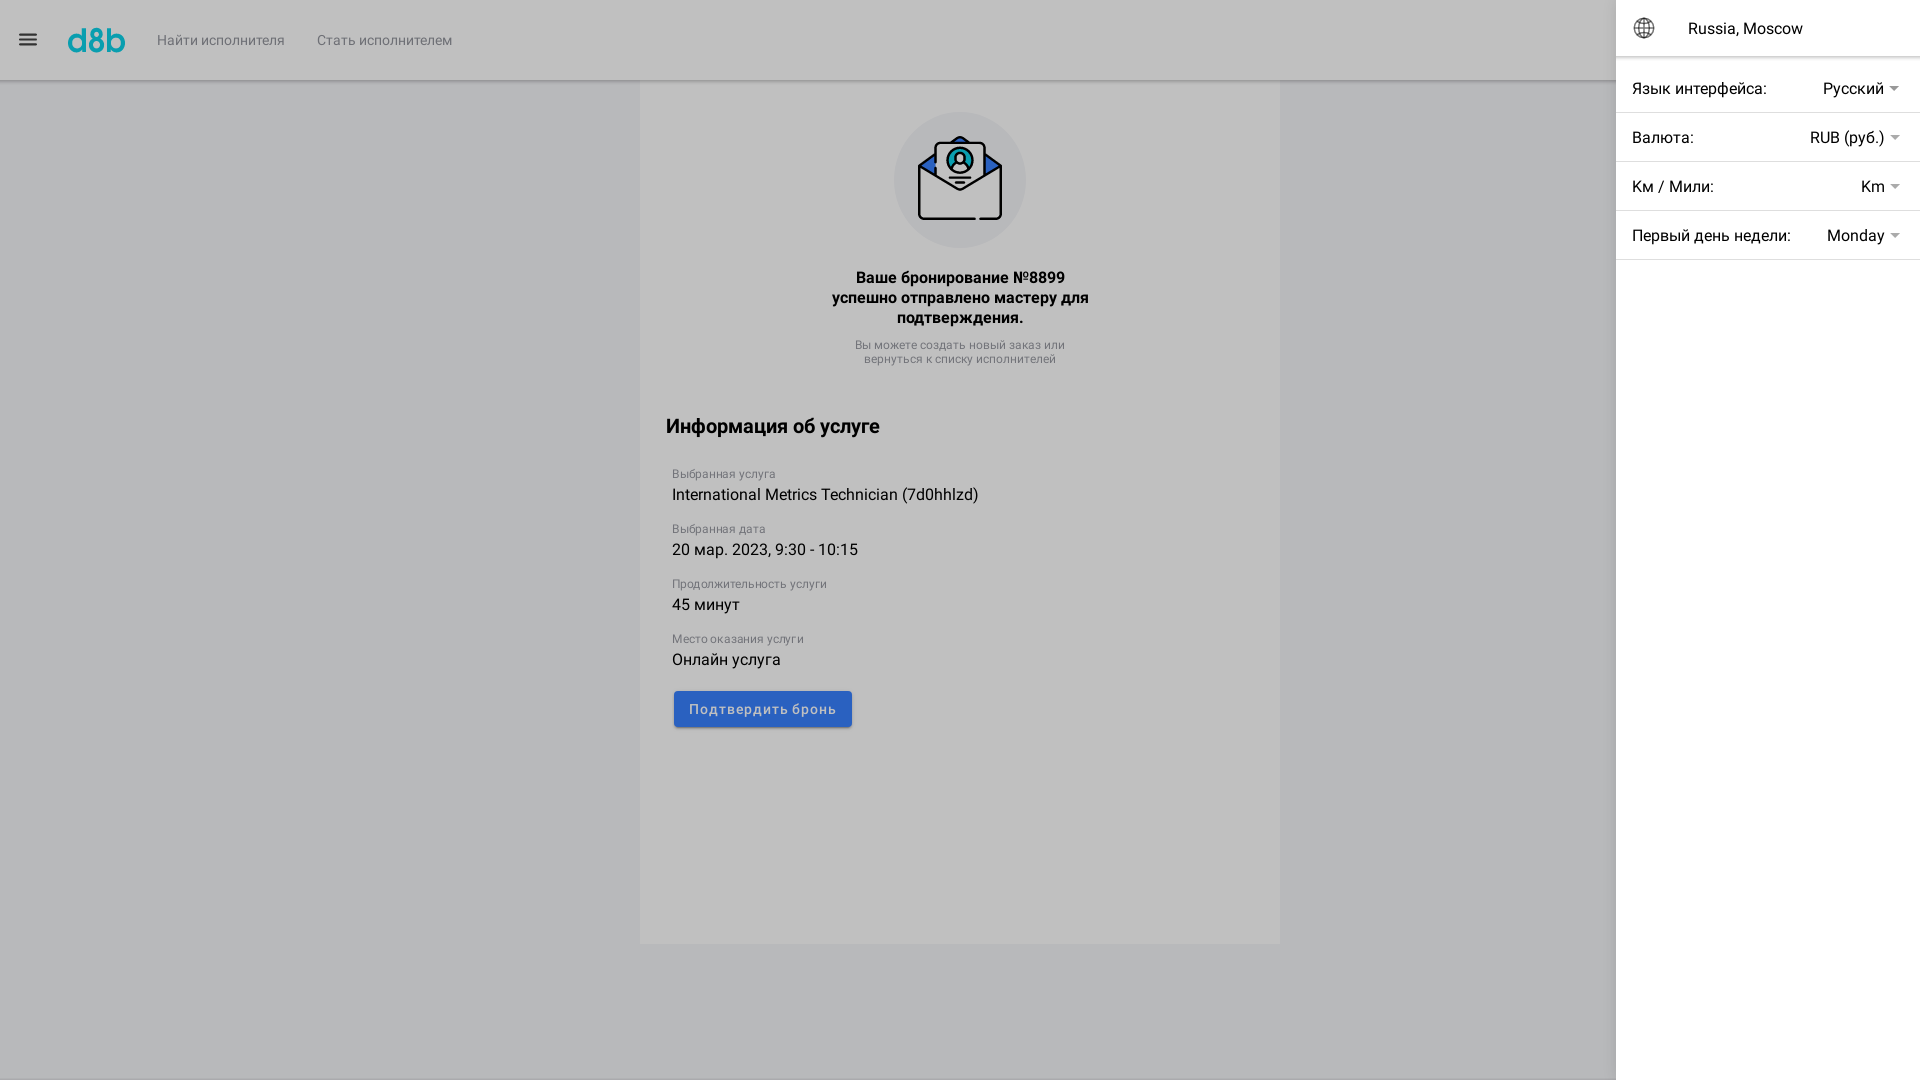 d8b
Найти исполнителя
Стать исполнителем
Russia, Moscow
Язык интерфейса:
Русский
Валюта:
RUB (руб.)
Км / Мили:
Km
Первый день недели:
Monday
Ваше бронирование №8899
успешно отправлено мастеру для
подтверждения.
Вы можете создать новый заказ или
вернуться к списку исполнителей
Информация об услуге
Выбранная услуга
International Metrics Technician (7d0hhlzd)
Выбранная дата
20 мар. 2023, 9:30 - 10:15
Продолжительность услуги
45 минут
Место оказания услуги
Онлайн услуга
Подтвердить бронь